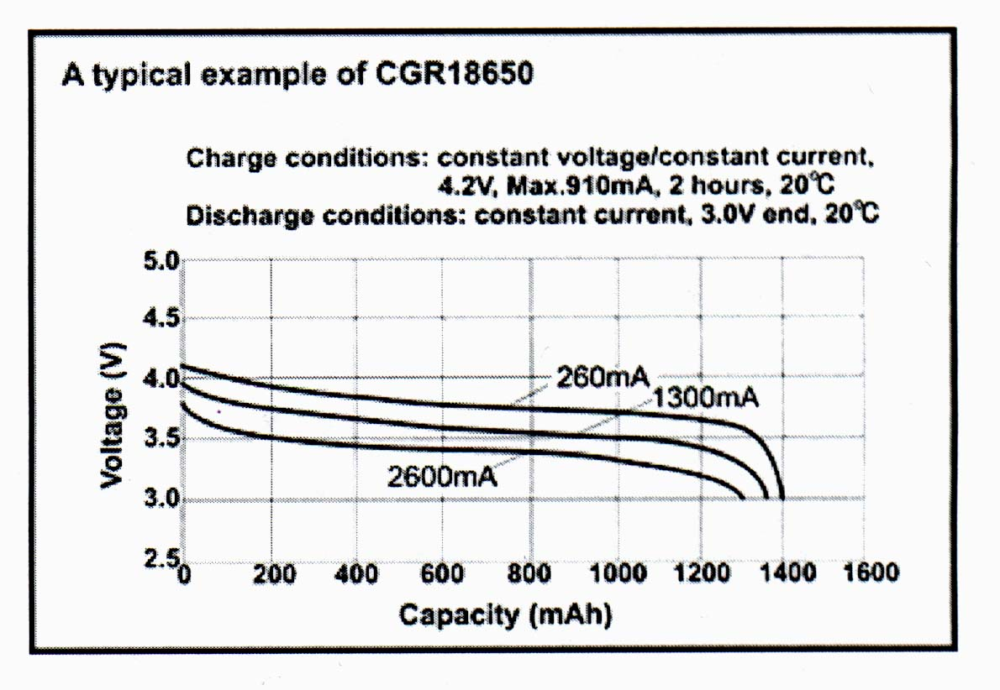 A typical example of CGR18650
Charge conditions: constant voltage/constant current,
4.2V, Max.910mA, 2 hours, 20℃
Discharge conditions: constant current, 3.0V end, 20℃
5.0
4.5
4.0
3.5
3.0
2.5
Voltage (V)
260mA
1300mA
2600mA
0 200 400 600 800 1000 1200 1400 1600
Capacity (mAh)